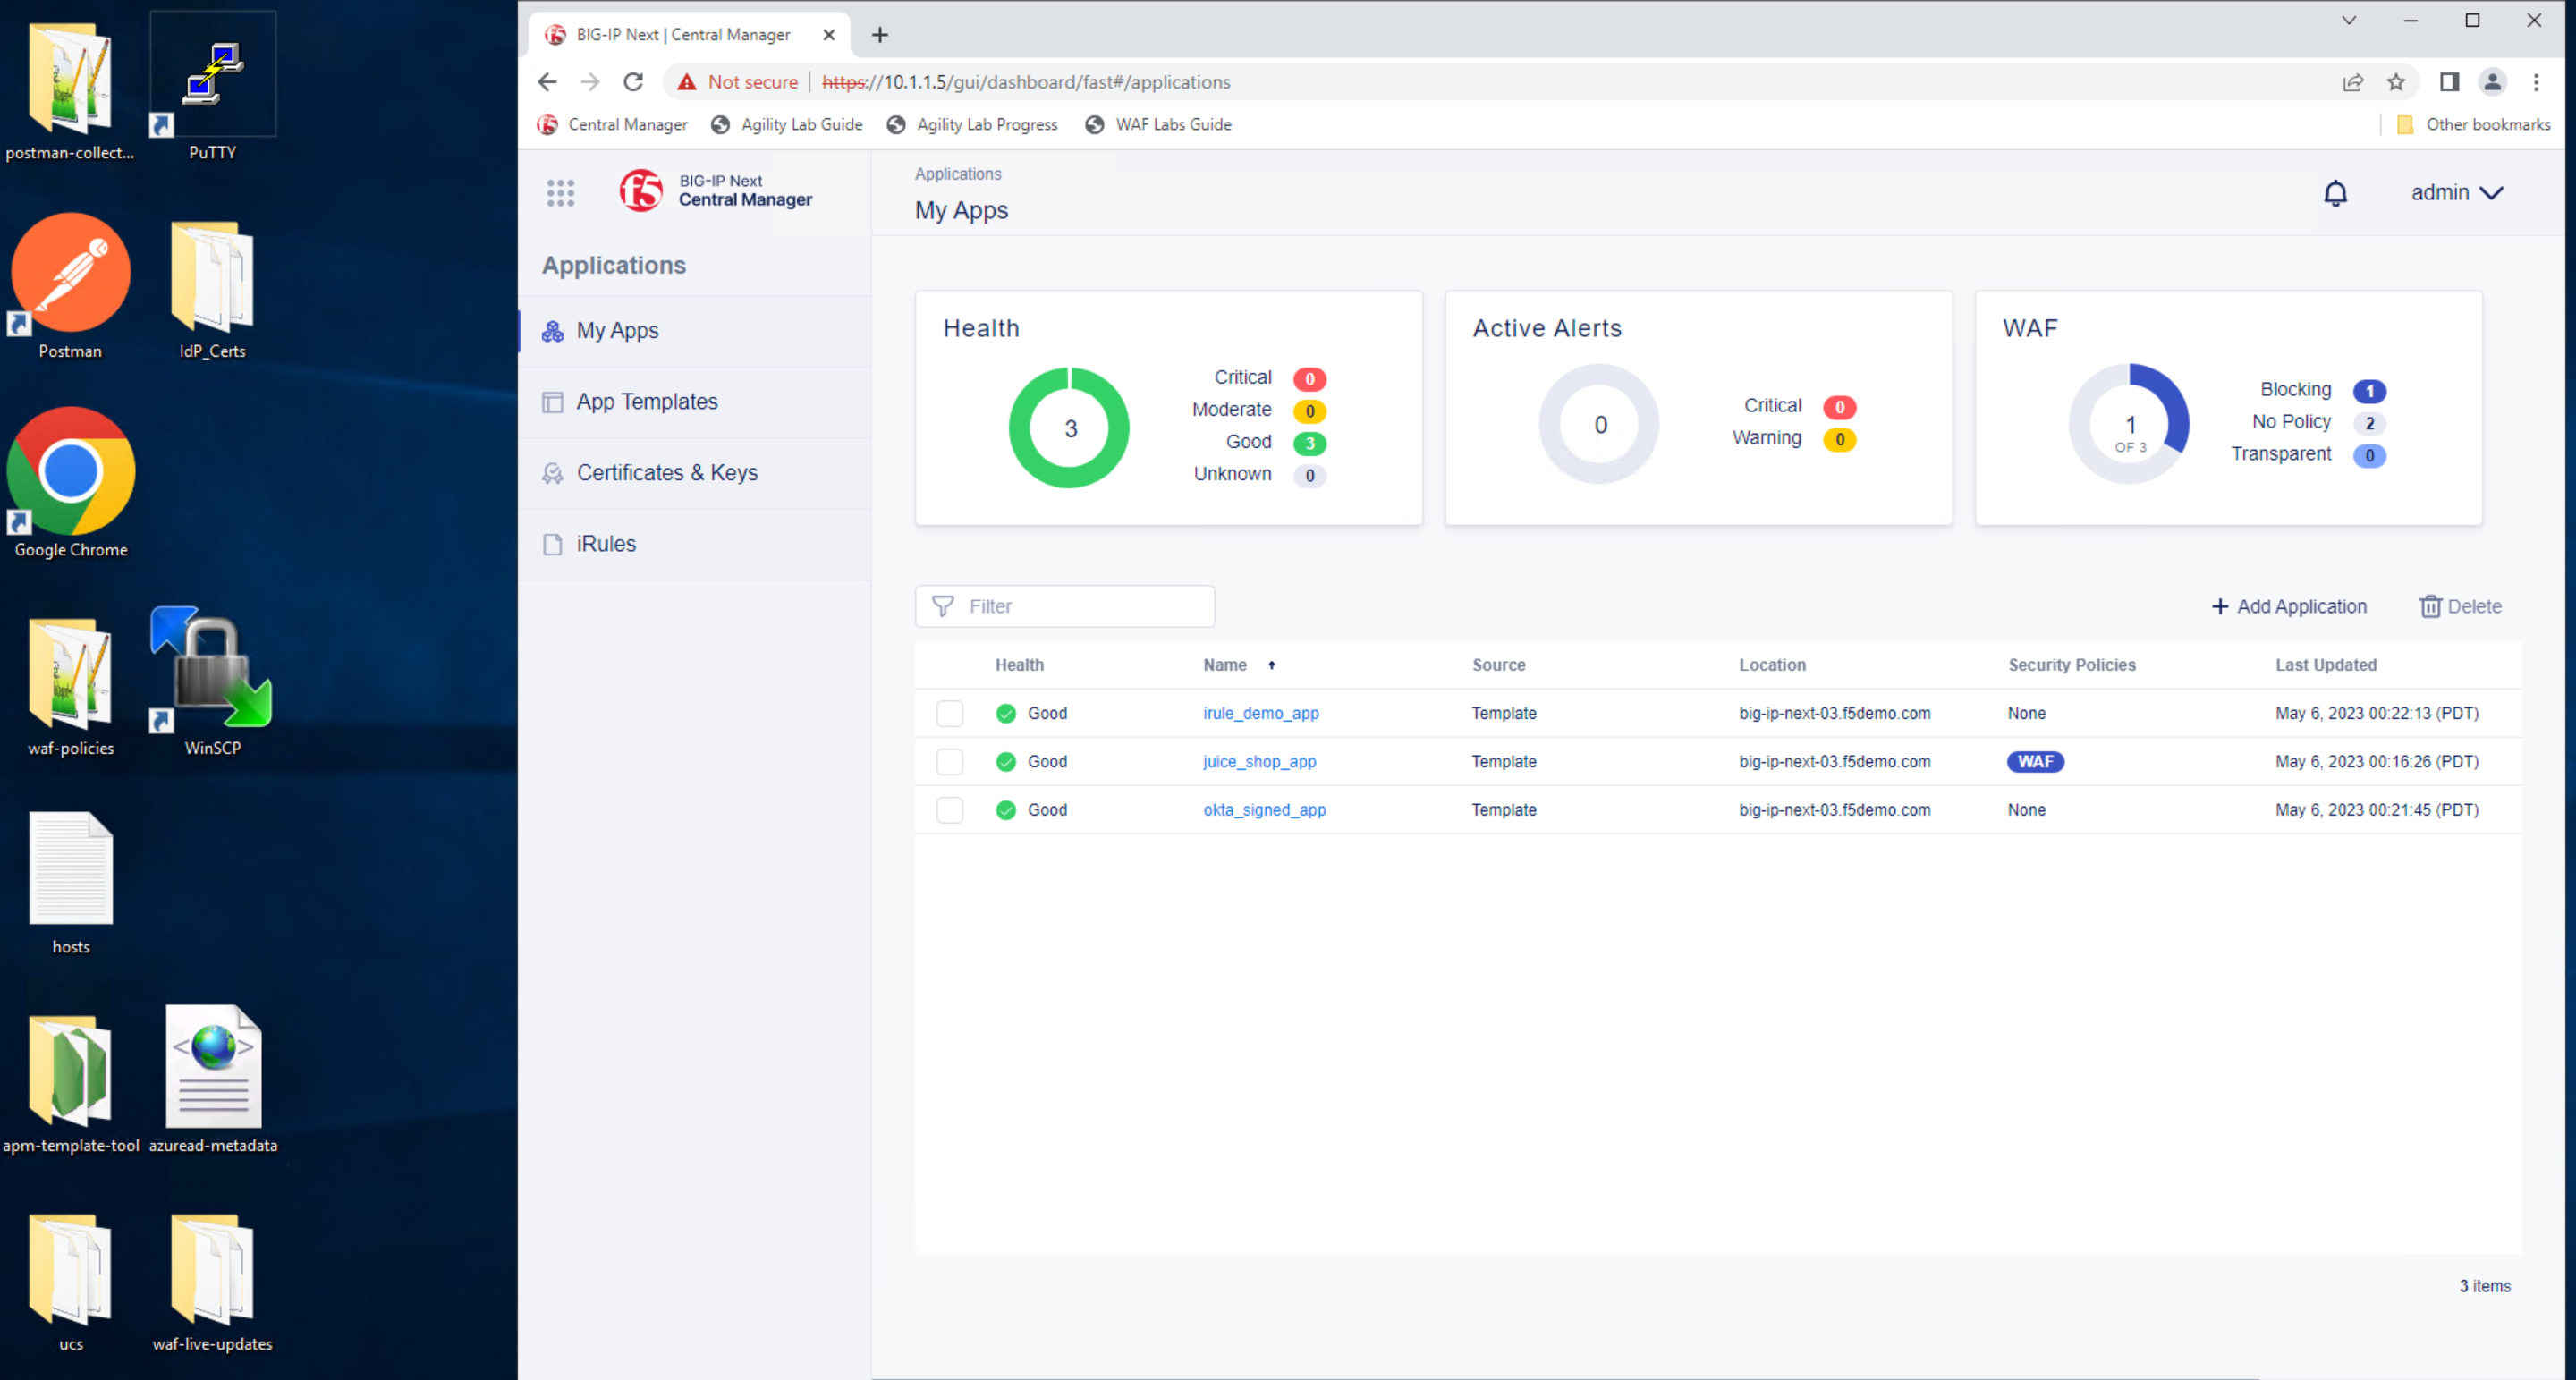 postman-collect...
PuTTY
Postman
IdP_Certs
Google Chrome
waf-policies
WinSCP
hosts
apm-template-tool
azuread-metadata
ucs
waf-live-updates
BIG-IP Next | Central Manager
Not secure
https://10.1.1.5/gui/dashboard/fast#/applications
Central Manager
Agility Lab Guide
Agility Lab Progress
WAF Labs Guide
Other bookmarks
f5
BIG-IP Next
Central Manager
Applications
My Apps
App Templates
Certificates & Keys
iRules
Applications
My Apps
admin
Health
3
Critical 0
Moderate 0
Good 3
Unknown 0
Active Alerts
0
Critical 0
Warning 0
WAF
1
OF 3
Blocking 1
No Policy 2
Transparent 0
Filter
Add Application
Delete
Health Name Source Location Security Policies Last Updated
Good irule_demo_app Template big-ip-next-03.f5demo.com None May 6, 2023 00:22:13 (PDT)
Good juice_shop_app Template big-ip-next-03.f5demo.com WAF May 6, 2023 00:16:26 (PDT)
Good okta_signed_app Template big-ip-next-03.f5demo.com None May 6, 2023 00:21:45 (PDT)
3 items